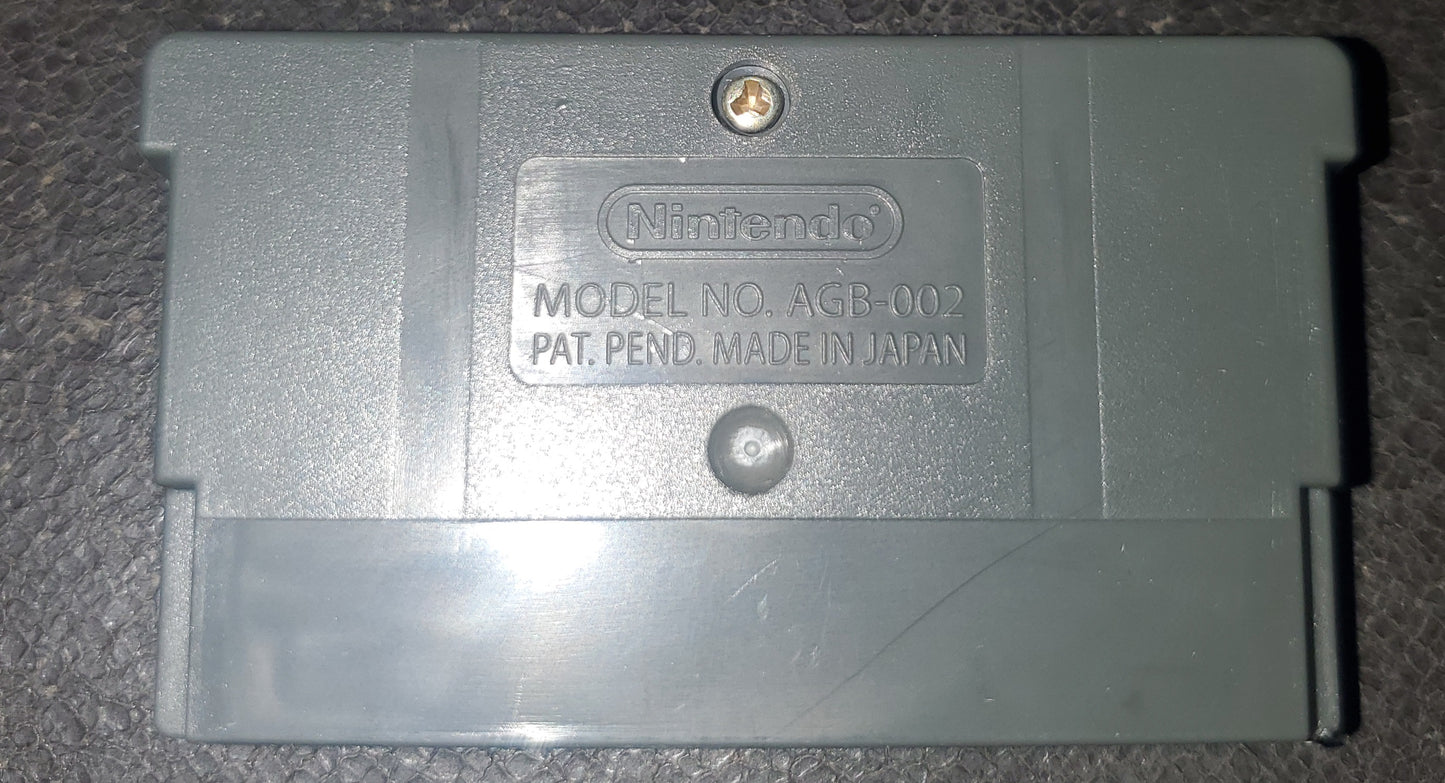 Nintendo®
MODEL NO. AGB-002
PAT. PEND. MADE IN JAPAN